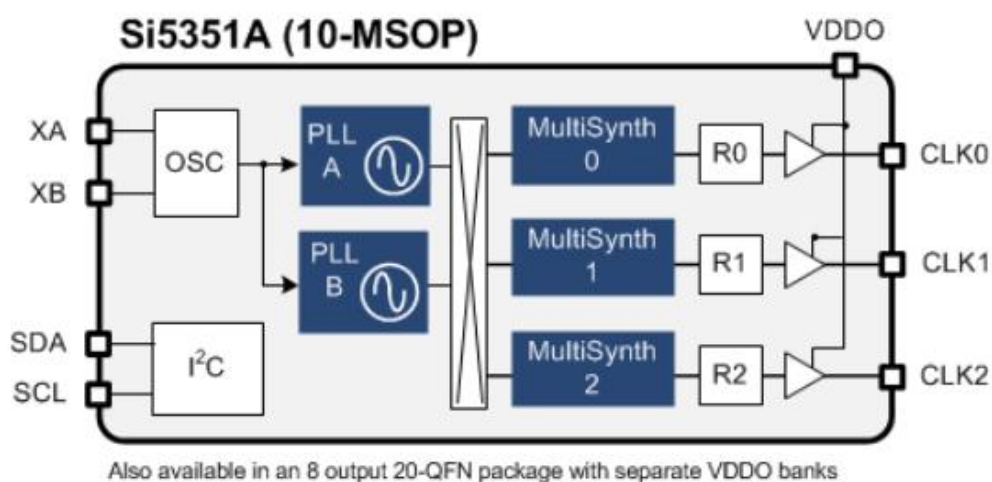 Si5351A (10-MSOP)
VDDO
XA
XB
OSC
PLL
A
PLL
B
MultiSynth
0
R0
CLK0
MultiSynth
1
R1
CLK1
MultiSynth
2
R2
CLK2
SDA
SCL
I²C
Also available in an 8 output 20-QFN package with separate VDDO banks